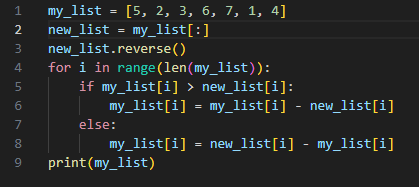 1 my_list = [5, 2, 3, 6, 7, 1, 4]
2 new_list = my_list[:]
3 new_list.reverse()
4 for i in range(len(my_list)):
5     if my_list[i] > new_list[i]:
6         my_list[i] = my_list[i] - new_list[i]
7     else:
8         my_list[i] = new_list[i] - my_list[i]
9 print(my_list)